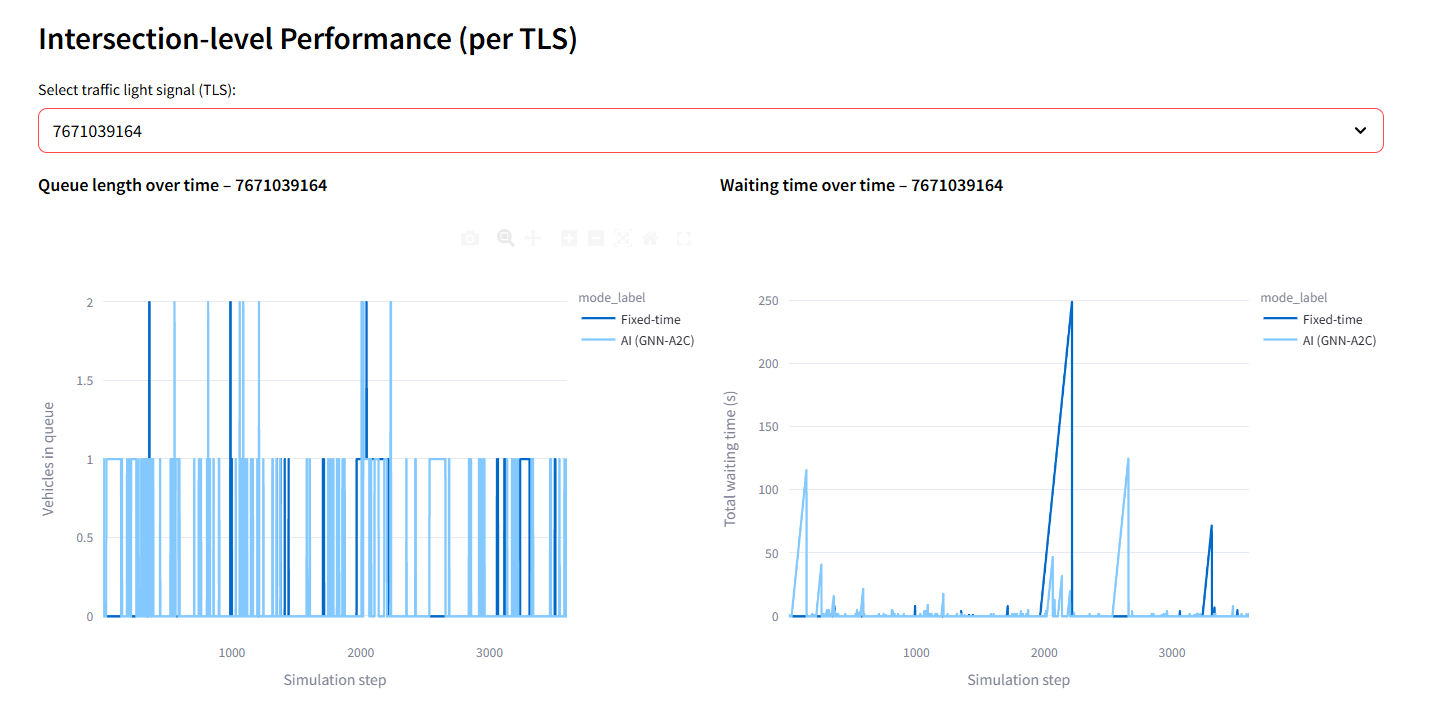 Intersection-level Performance (per TLS)
Select traffic light signal (TLS):
7671039164
Queue length over time – 7671039164
Vehicles in queue
2
1.5
1
0.5
0
1000
2000
3000
Simulation step
mode_label
Fixed-time
AI (GNN-A2C)
Waiting time over time – 7671039164
Total waiting time (s)
250
200
150
100
50
0
1000
2000
3000
Simulation step
mode_label
Fixed-time
AI (GNN-A2C)